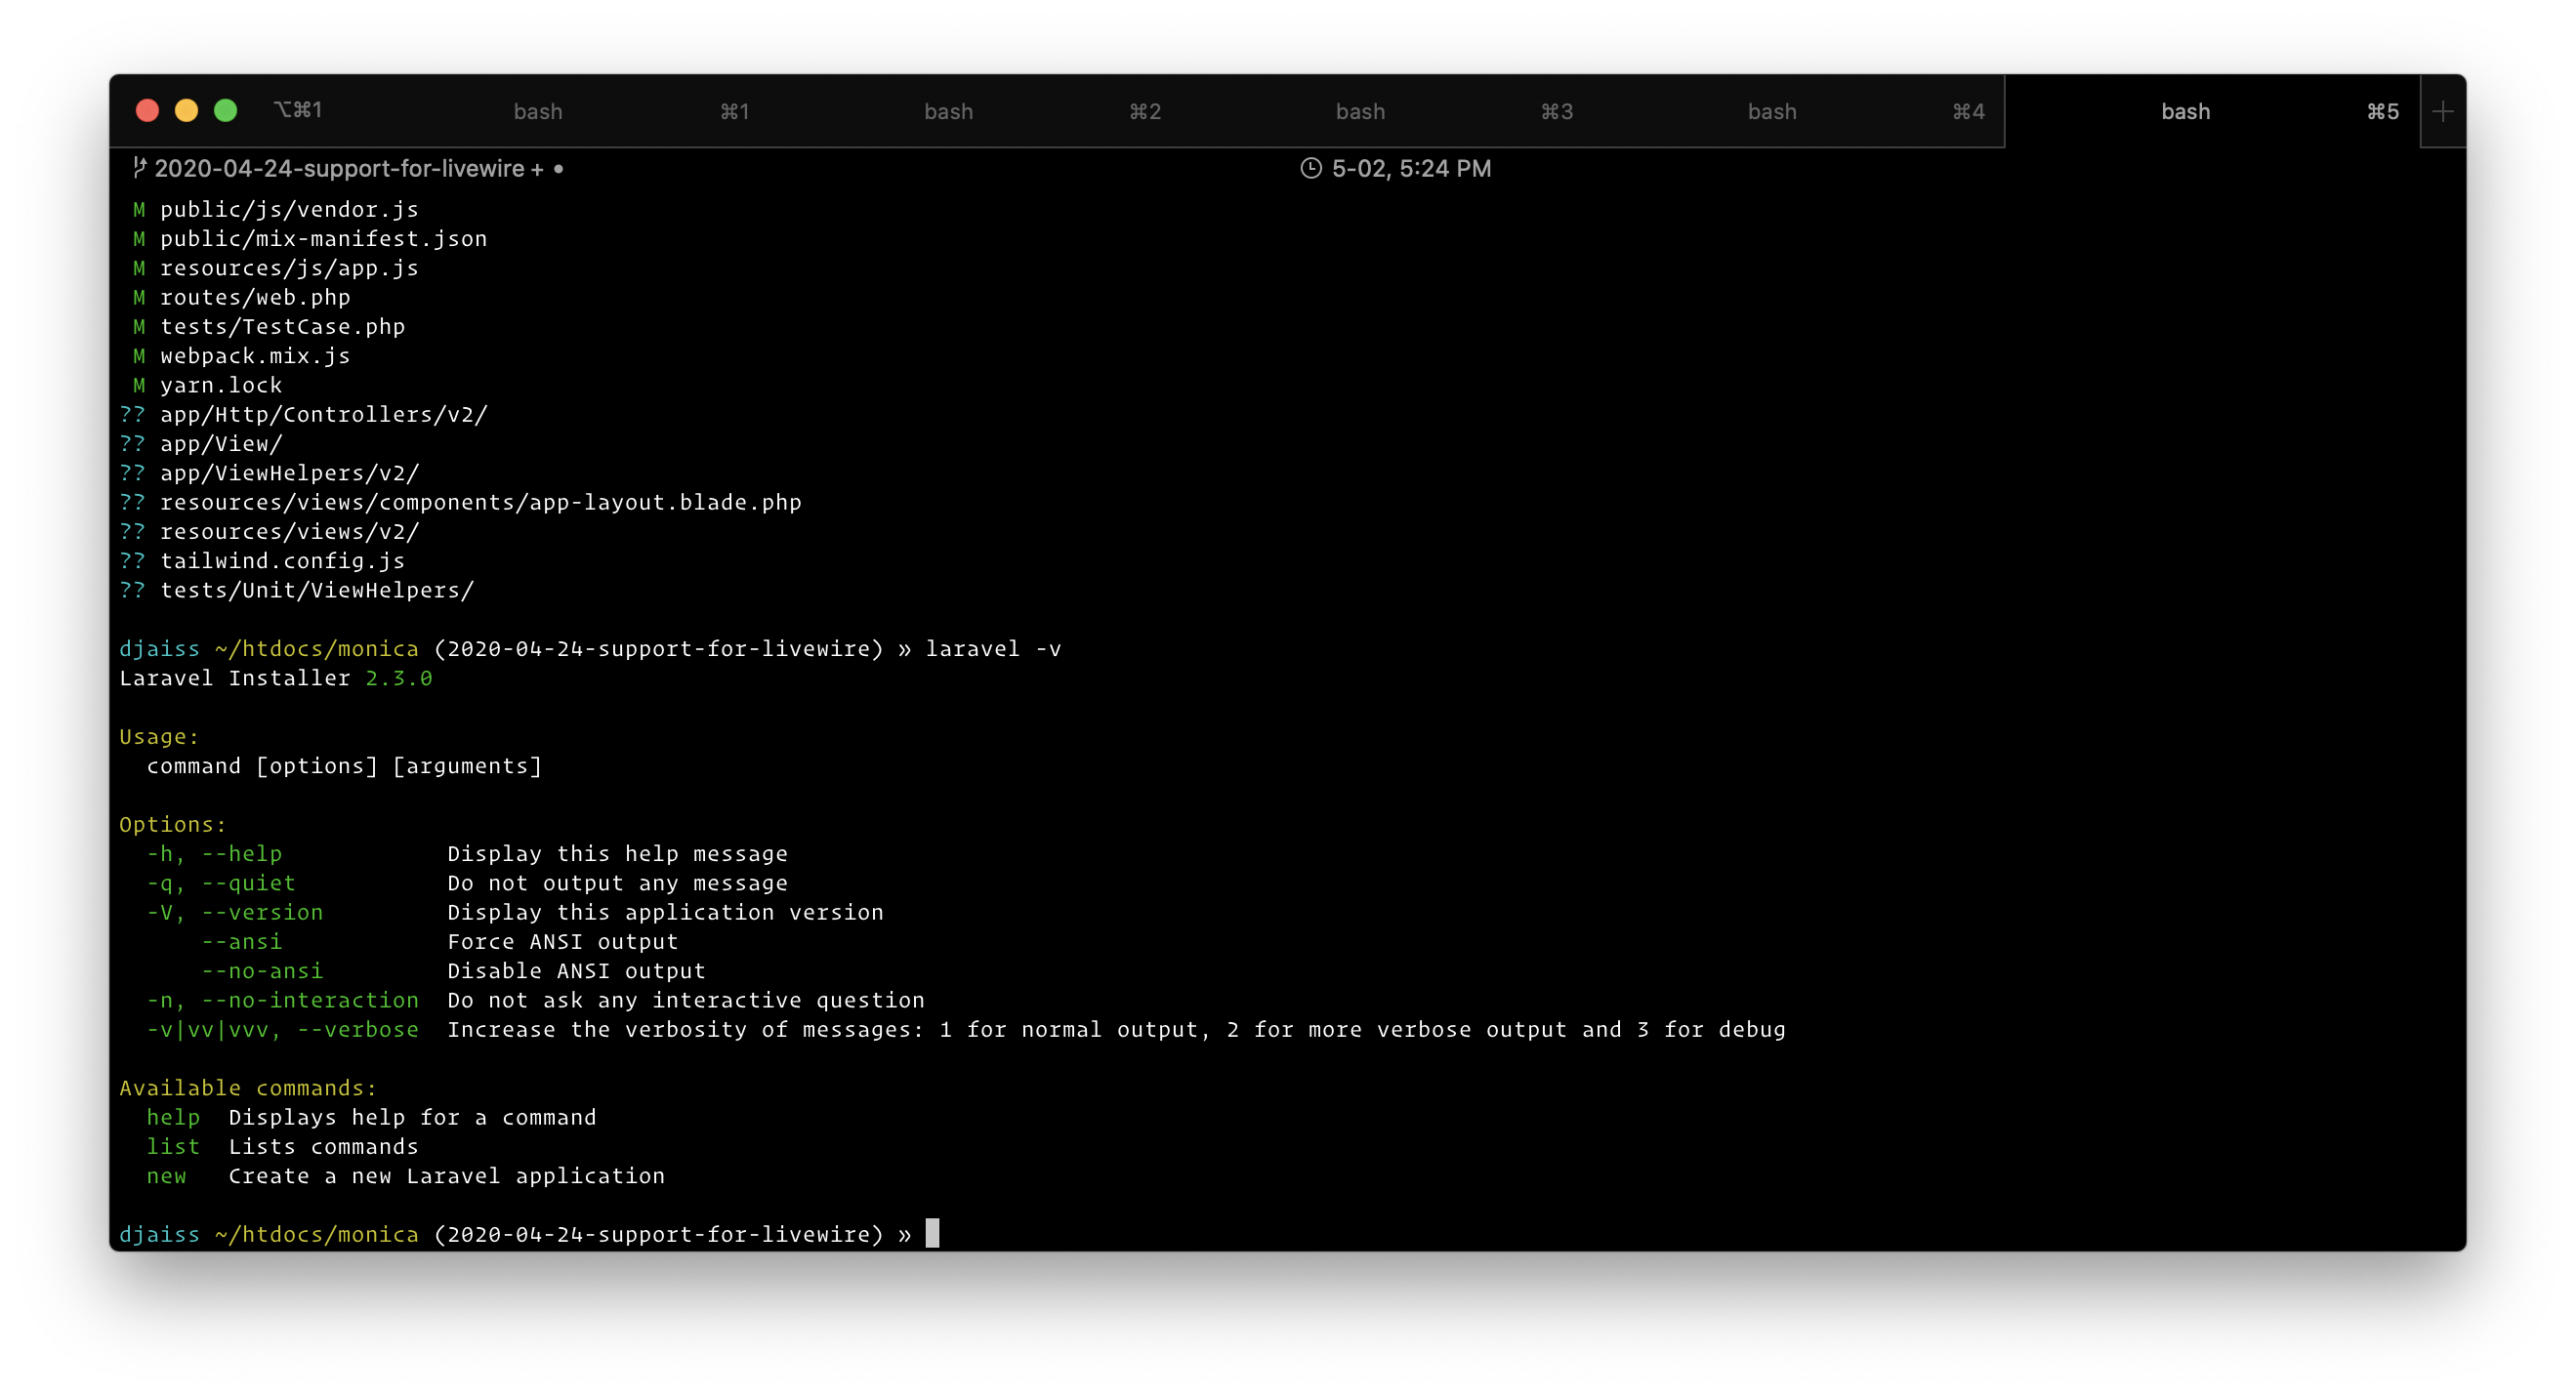 ⌥⌘1 bash ⌘1 bash ⌘2 bash ⌘3 bash ⌘4 bash ⌘5 +
2020-04-24-support-for-livewire + • 5-02, 5:24 PM
 M public/js/vendor.js
 M public/mix-manifest.json
 M resources/js/app.js
 M routes/web.php
 M tests/TestCase.php
 M webpack.mix.js
 M yarn.lock
?? app/Http/Controllers/v2/
?? app/View/
?? app/ViewHelpers/v2/
?? resources/views/components/app-layout.blade.php
?? resources/views/v2/
?? tailwind.config.js
?? tests/Unit/ViewHelpers/
djaiss ~/htdocs/monica (2020-04-24-support-for-livewire) » laravel -v
Laravel Installer 2.3.0
Usage:
  command [options] [arguments]
Options:
  -h, --help            Display this help message
  -q, --quiet           Do not output any message
  -V, --version         Display this application version
      --ansi            Force ANSI output
      --no-ansi         Disable ANSI output
  -n, --no-interaction  Do not ask any interactive question
  -v|vv|vvv, --verbose  Increase the verbosity of messages: 1 for normal output, 2 for more verbose output and 3 for debug
Available commands:
  help  Displays help for a command
  list  Lists commands
  new   Create a new Laravel application
djaiss ~/htdocs/monica (2020-04-24-support-for-livewire) »